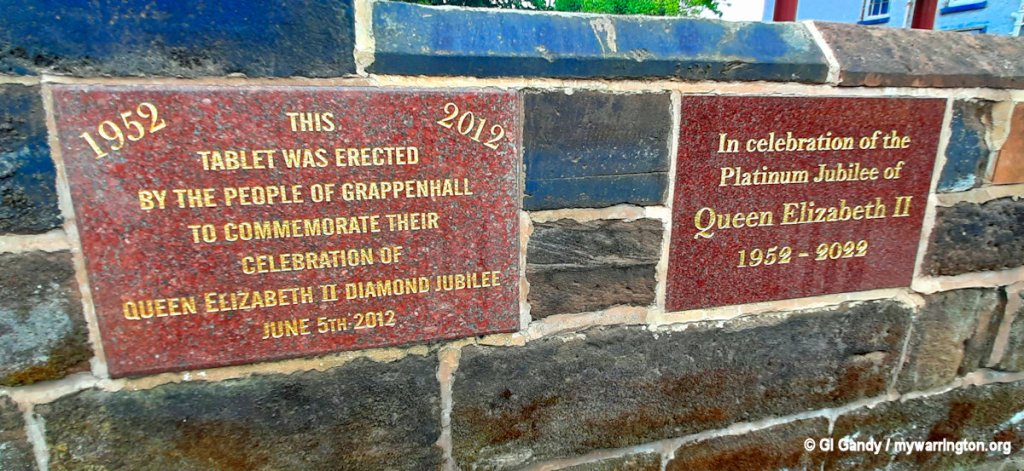 1952
2012
THIS
TABLET WAS ERECTED
BY THE PEOPLE OF GRAPPENHALL
TO COMMEMORATE THEIR
CELEBRATION OF
QUEEN ELIZABETH II DIAMOND JUBILEE
JUNE 5TH 2012
In celebration of the
Platinum Jubilee of
Queen Elizabeth II
1952 - 2022
© GI Gandy / mywarrington.org